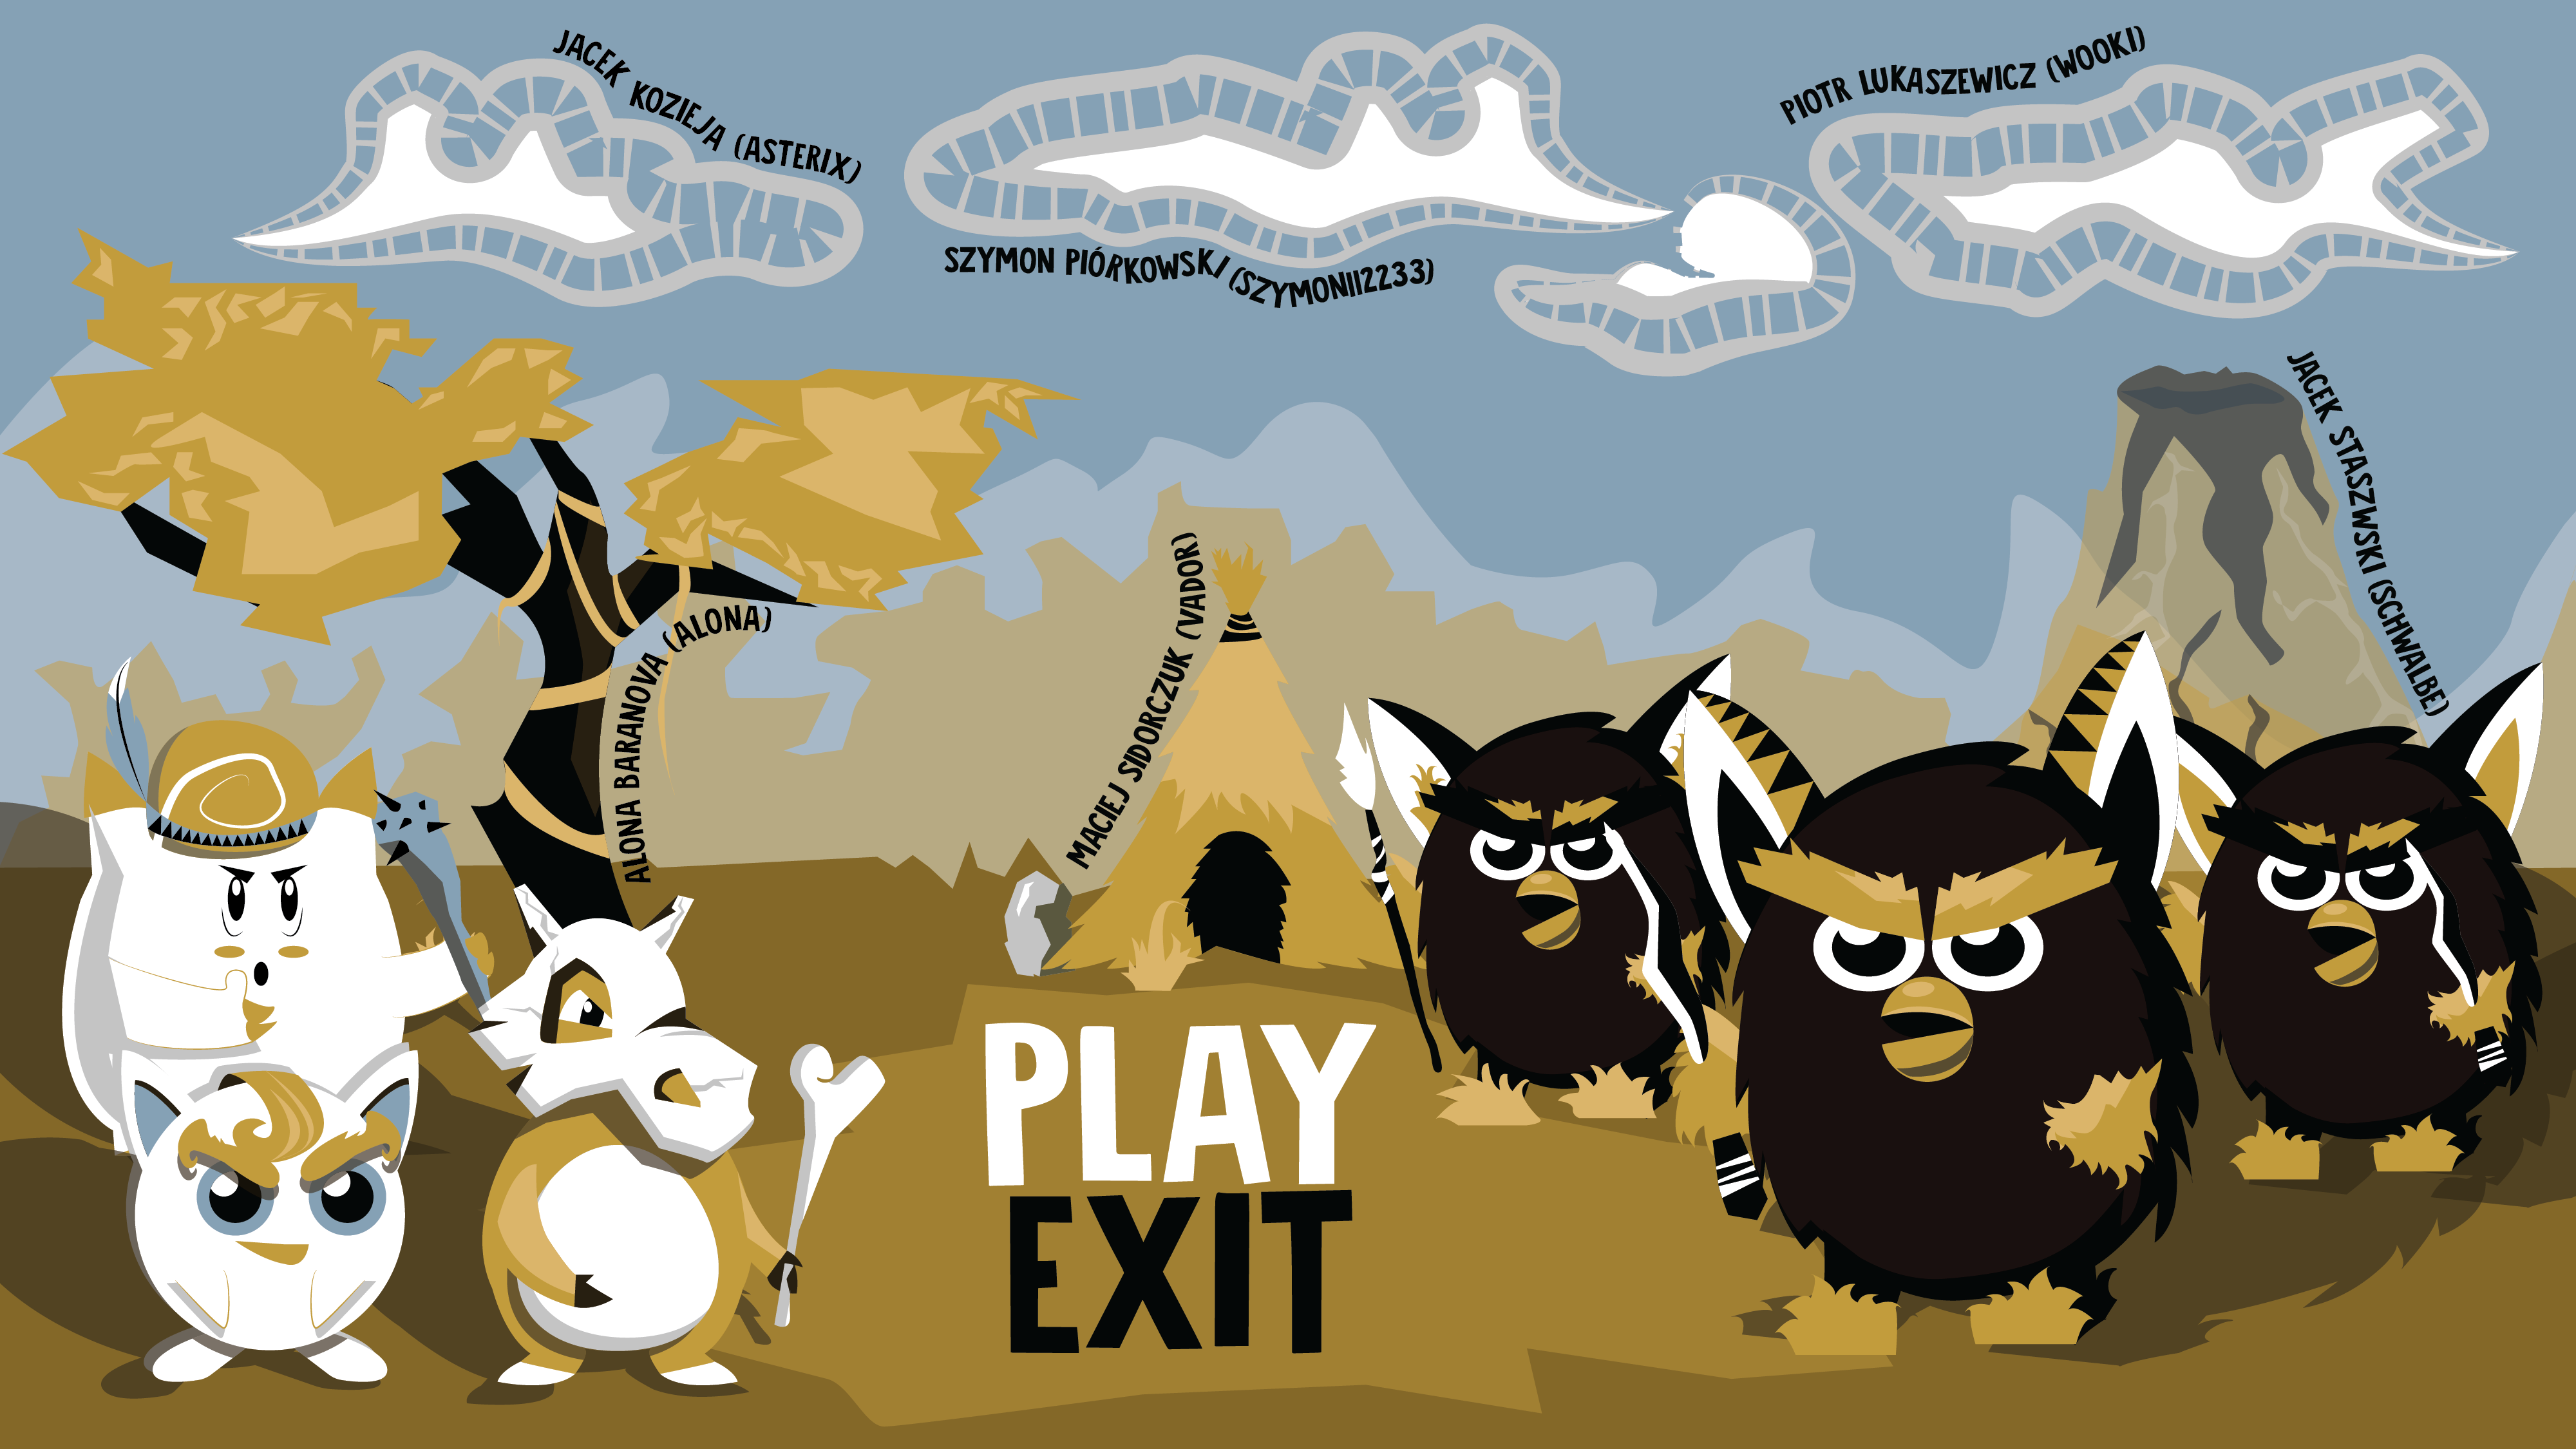 JACEK KOZIEJA (ASTERIX)
SZYMON PIÓRKOWSKI (SZYMON112233)
PIOTR LUKASZEWICZ (WOOKI)
JACEK STASZWSKI (SCHWALBE)
ALONA BARANOVA (ALONA)
MACIEJ SIDORCZUK (VADOR)
PLAY
EXIT